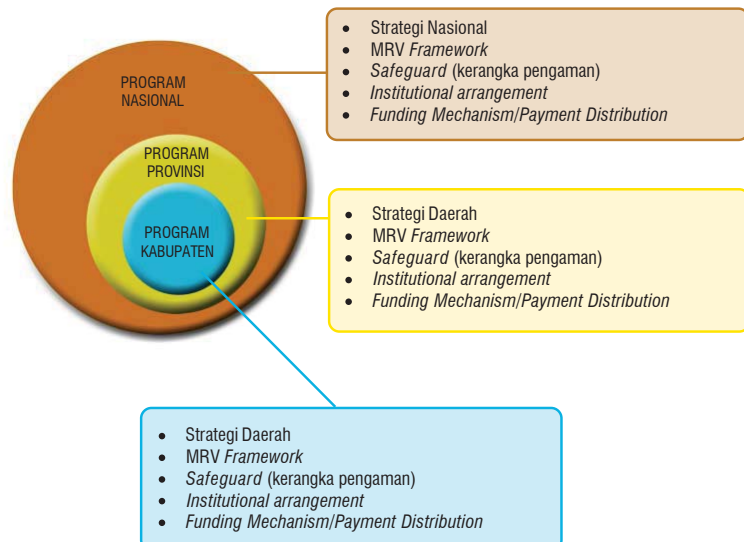 PROGRAM
NASIONAL
PROGRAM
PROVINSI
PROGRAM
KABUPATEN
• Strategi Nasional
• MRV Framework
• Safeguard (kerangka pengaman)
• Institutional arrangement
• Funding Mechanism/Payment Distribution
• Strategi Daerah
• MRV Framework
• Safeguard (kerangka pengaman)
• Institutional arrangement
• Funding Mechanism/Payment Distribution
• Strategi Daerah
• MRV Framework
• Safeguard (kerangka pengaman)
• Institutional arrangement
• Funding Mechanism/Payment Distribution